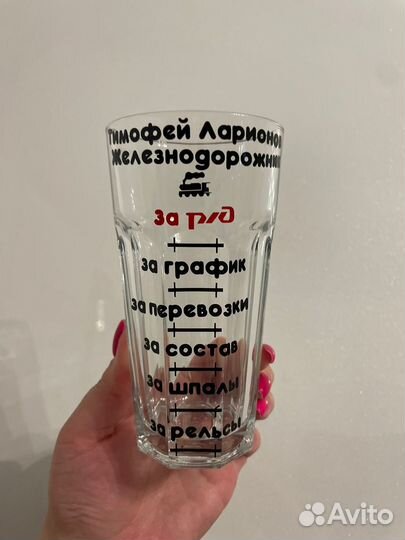 Тимофей Ларионов
Железнодорожник
за ржд
за график
за перевозки
за состав
за шпалы
за рельсы
Avito